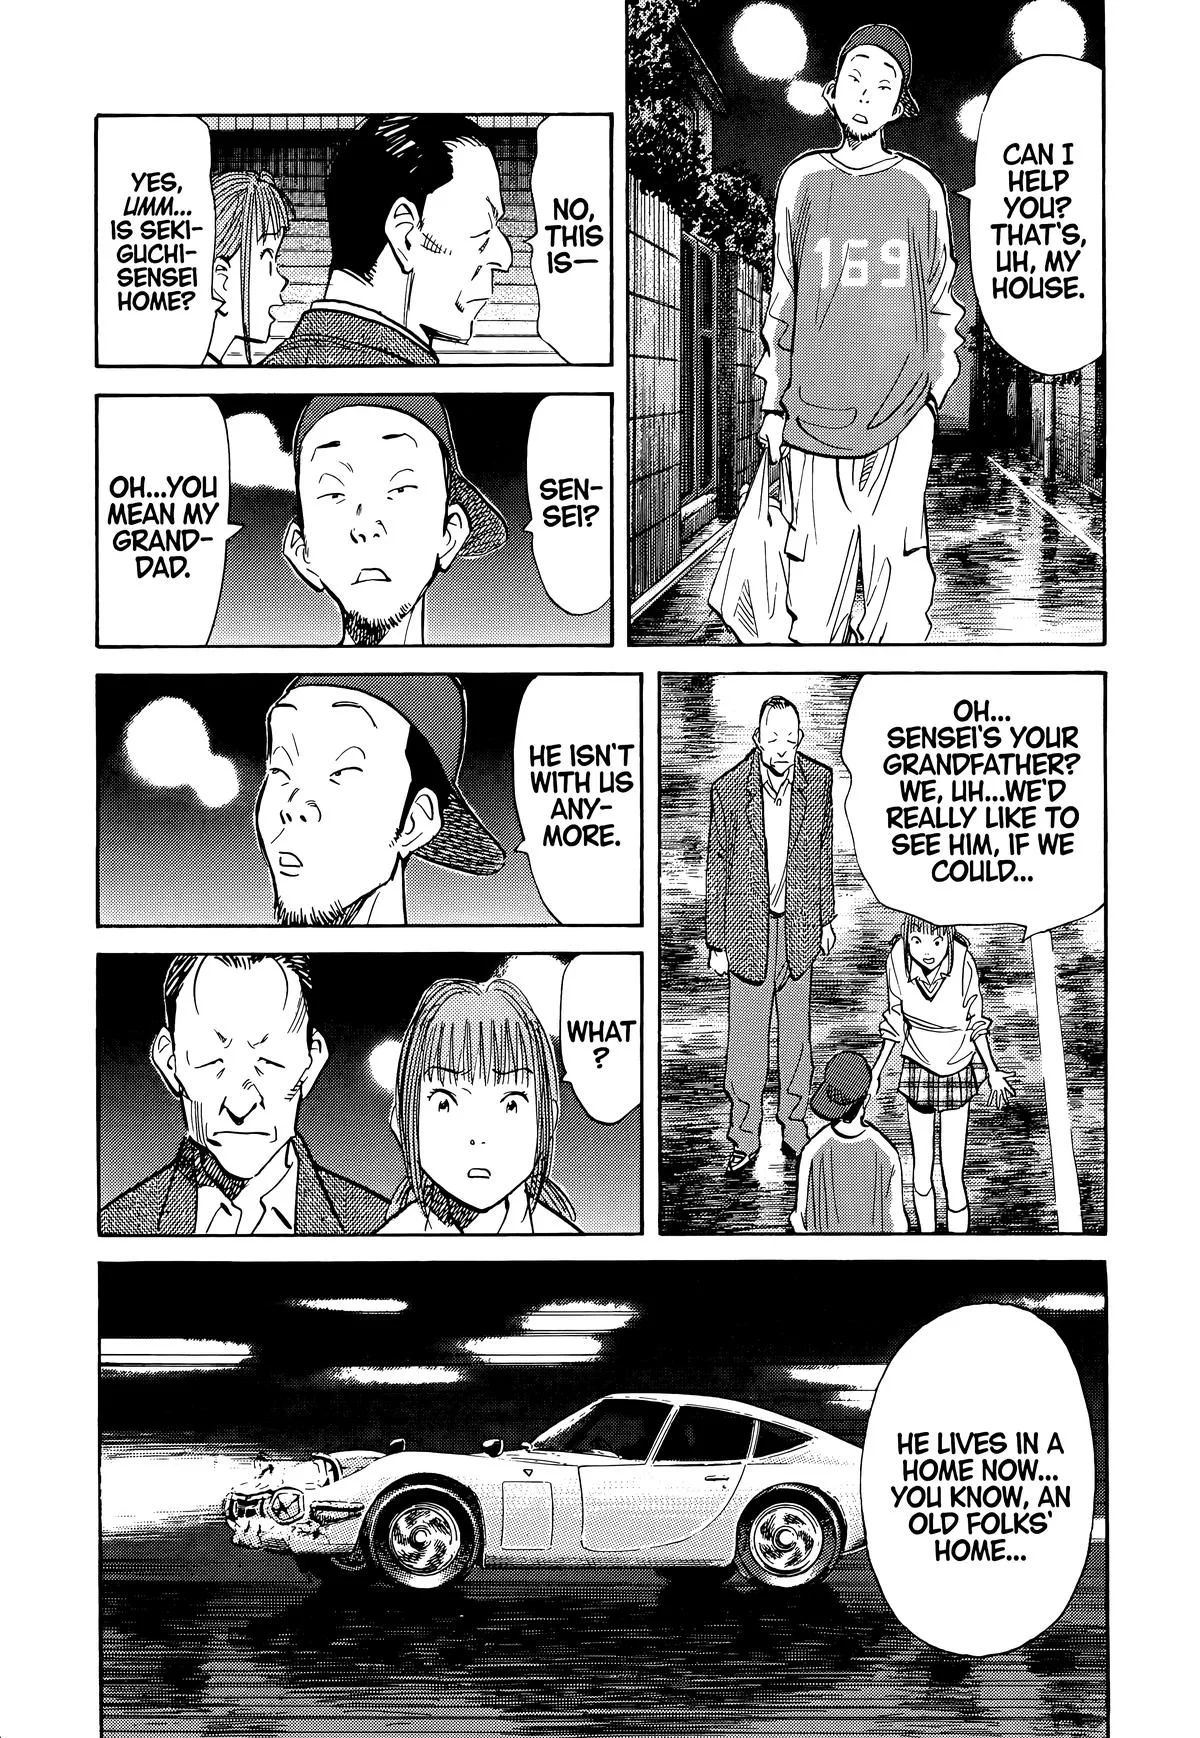 CAN I
HELP
YOU?
THAT'S,
UH, MY
HOUSE.
169
NO,
THIS
IS—
YES,
UMM...
IS SEKI-
GUCHI-
SENSEI
HOME?
SEN-
SEI?
OH...YOU
MEAN MY
GRAND-
DAD.
OH...
SENSEI'S YOUR
GRANDFATHER?
WE, UH...WE'D
REALLY LIKE TO
SEE HIM, IF WE
COULD...
HE ISN'T
WITH US
ANY-
MORE.
WHAT
?
HE LIVES IN A
HOME NOW...
YOU KNOW, AN
OLD FOLKS'
HOME...